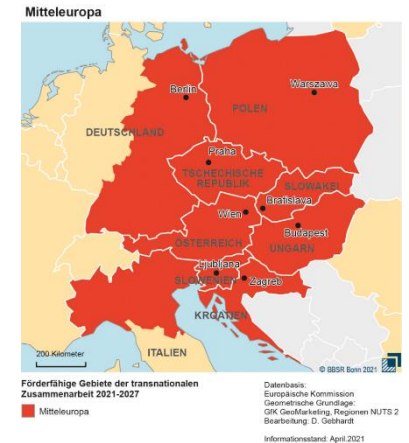 Mitteleuropa
Berlin
Warszawa
POLEN
DEUTSCHLAND
Praha
TSCHECHISCHE
REPUBLIK
SLOWAKEI
Bratislava
Wien
Budapest
ÖSTERREICH
UNGARN
Ljubljana
SLOWENIEN
Zagreb
KROATIEN
200 Kilometer
ITALIEN
© BBSR Bonn 2021
Förderfähige Gebiete der transnationalen
Zusammenarbeit 2021-2027
Mitteleuropa
Datenbasis:
Europäische Kommission
Geometrische Grundlage:
GfK GeoMarketing, Regionen NUTS 2
Bearbeitung: D. Gebhardt
Informationsstand: April.2021